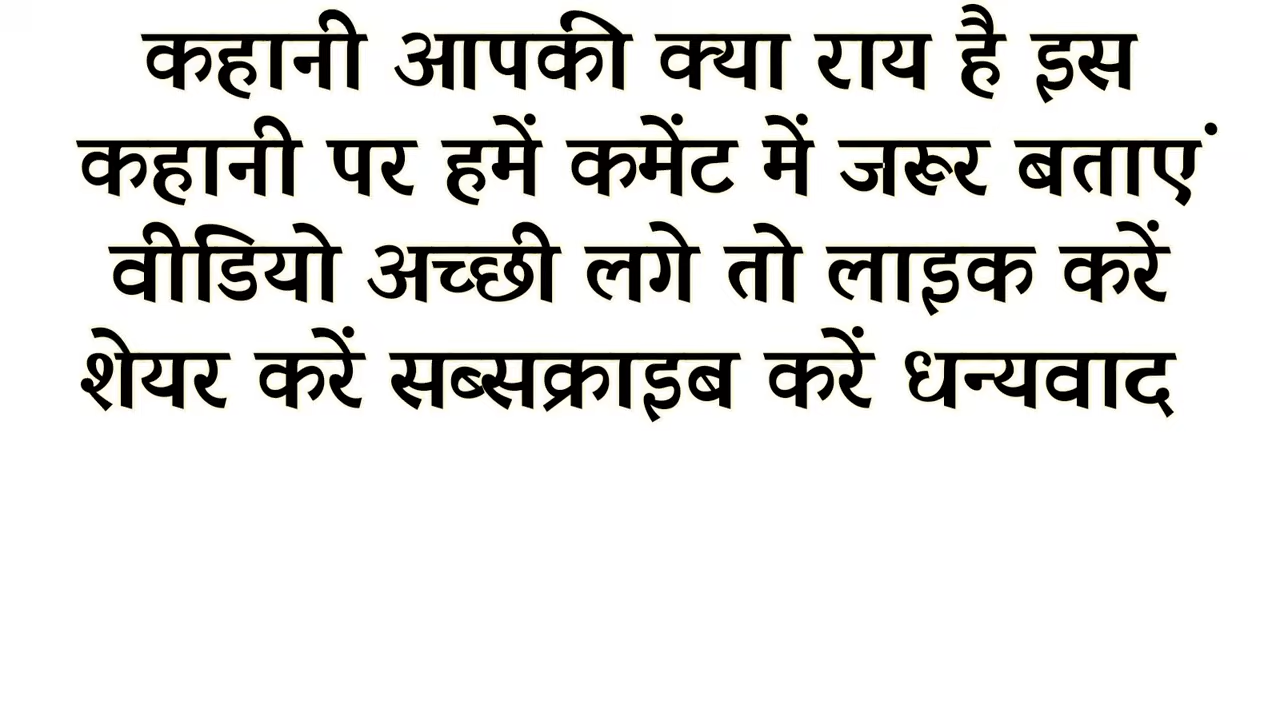 कहानी आपकी क्या राय है इस
कहानी पर हमें कमेंट में जरूर बताएं
वीडियो अच्छी लगे तो लाइक करें
शेयर करें सब्सक्राइब करें धन्यवाद